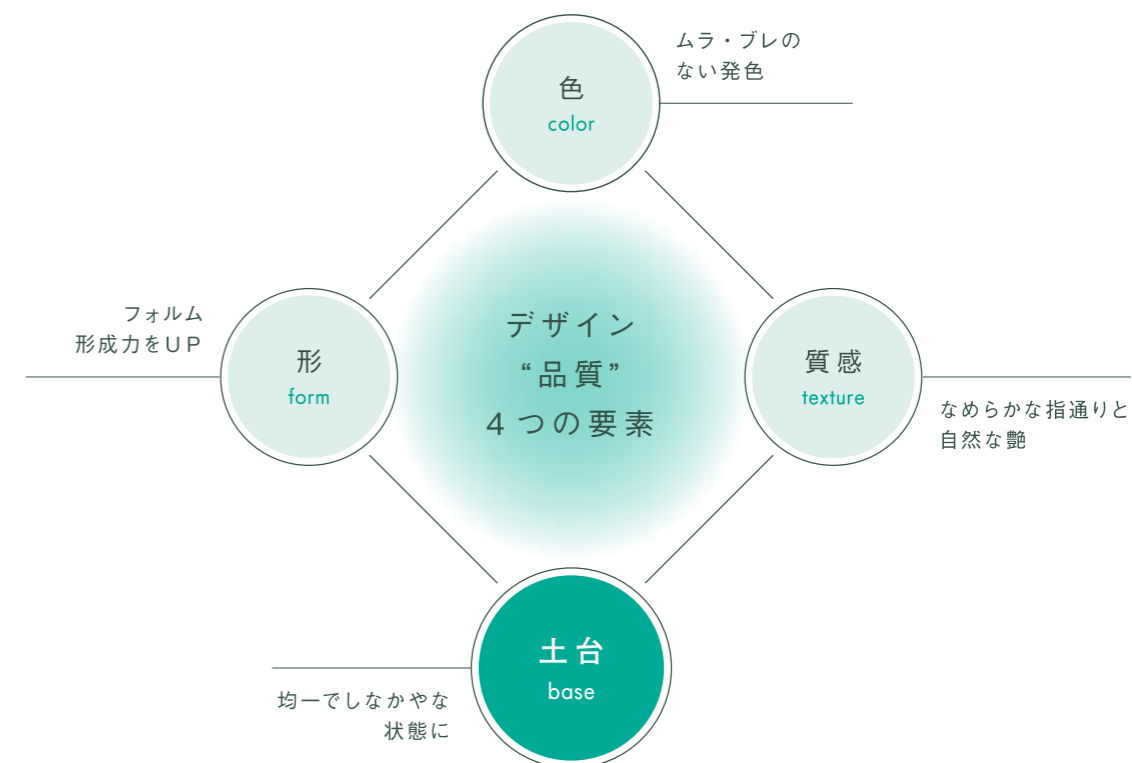 ムラ・ブレの
ない発色
色
color
フォルム
形成力をUP
形
form
デザイン
“品質”
4つの要素
質感
texture
なめらかな指通りと
自然な艶
土台
base
均一でしなかやな
状態に